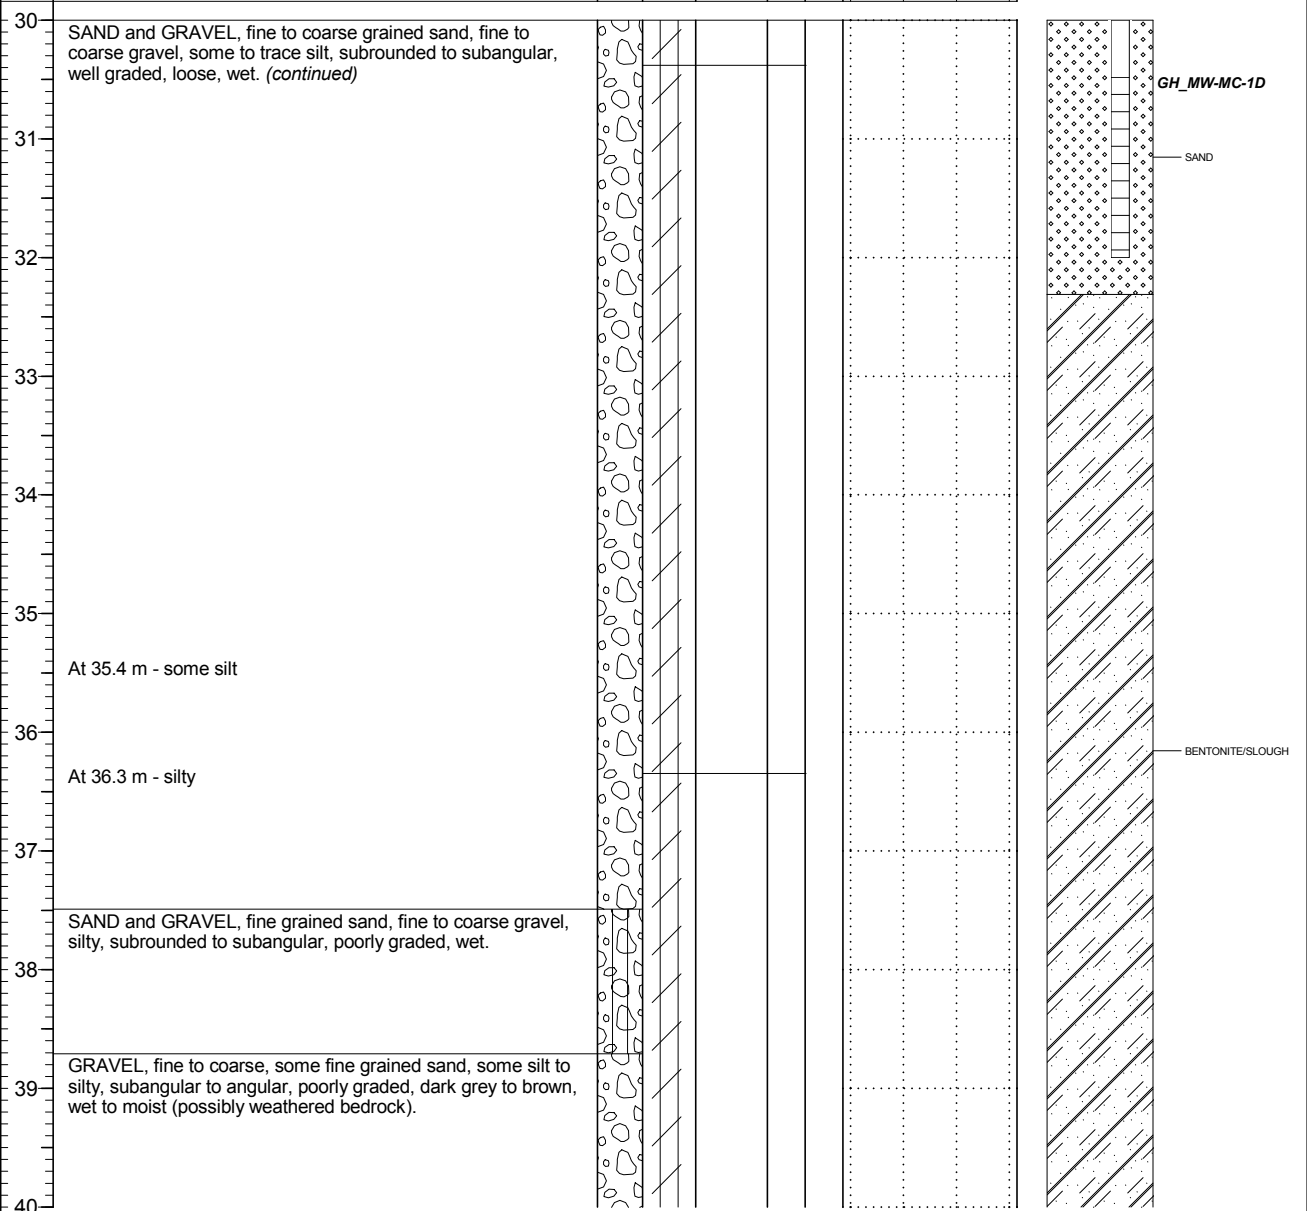 30
SAND and GRAVEL, fine to coarse grained sand, fine to
coarse gravel, some to trace silt, subrounded to subangular,
well graded, loose, wet. (continued)
GH_MW-MC-1D
31
SAND
32
33
34
35
At 35.4 m - some silt
36
BENTONITE/SLOUGH
At 36.3 m - silty
37
SAND and GRAVEL, fine grained sand, fine to coarse gravel,
silty, subrounded to subangular, poorly graded, wet.
38
GRAVEL, fine to coarse, some fine grained sand, some silt to
silty, subangular to angular, poorly graded, dark grey to brown,
wet to moist (possibly weathered bedrock).
39
40